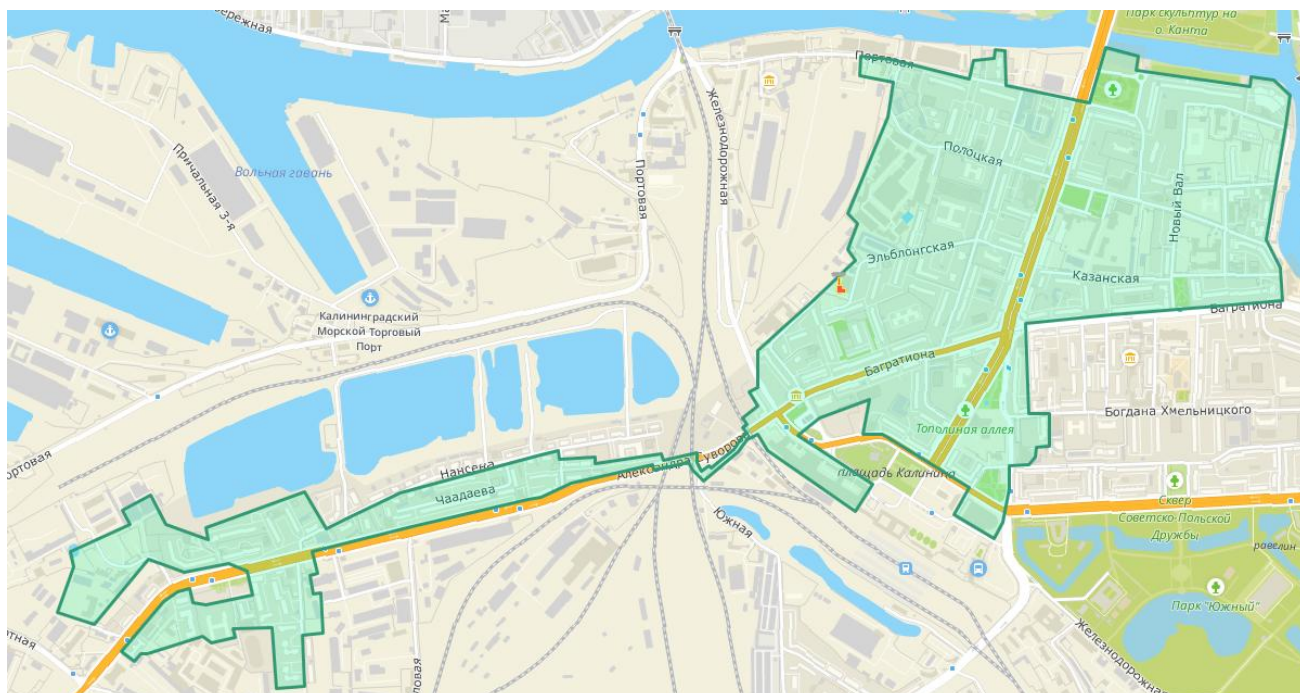 Парк скульптур на
о. Канта
Портовая
Железнодорожная
Полоцкая
Причальная 3-я
Вольная гавань
Портовая
Новый Вал
Эльблонгская
Казанская
Калининградский
Морской Торговый
Порт
Багратиона
Багратиона
Богдана Хмельницкого
Тополиная аллея
Нансена
Александра Суворова
площадь Калинина
Чаадаева
Сквер
Советско-Польской
Дружбы
Южная
равелин
Парк "Южный"
Железнодорожная